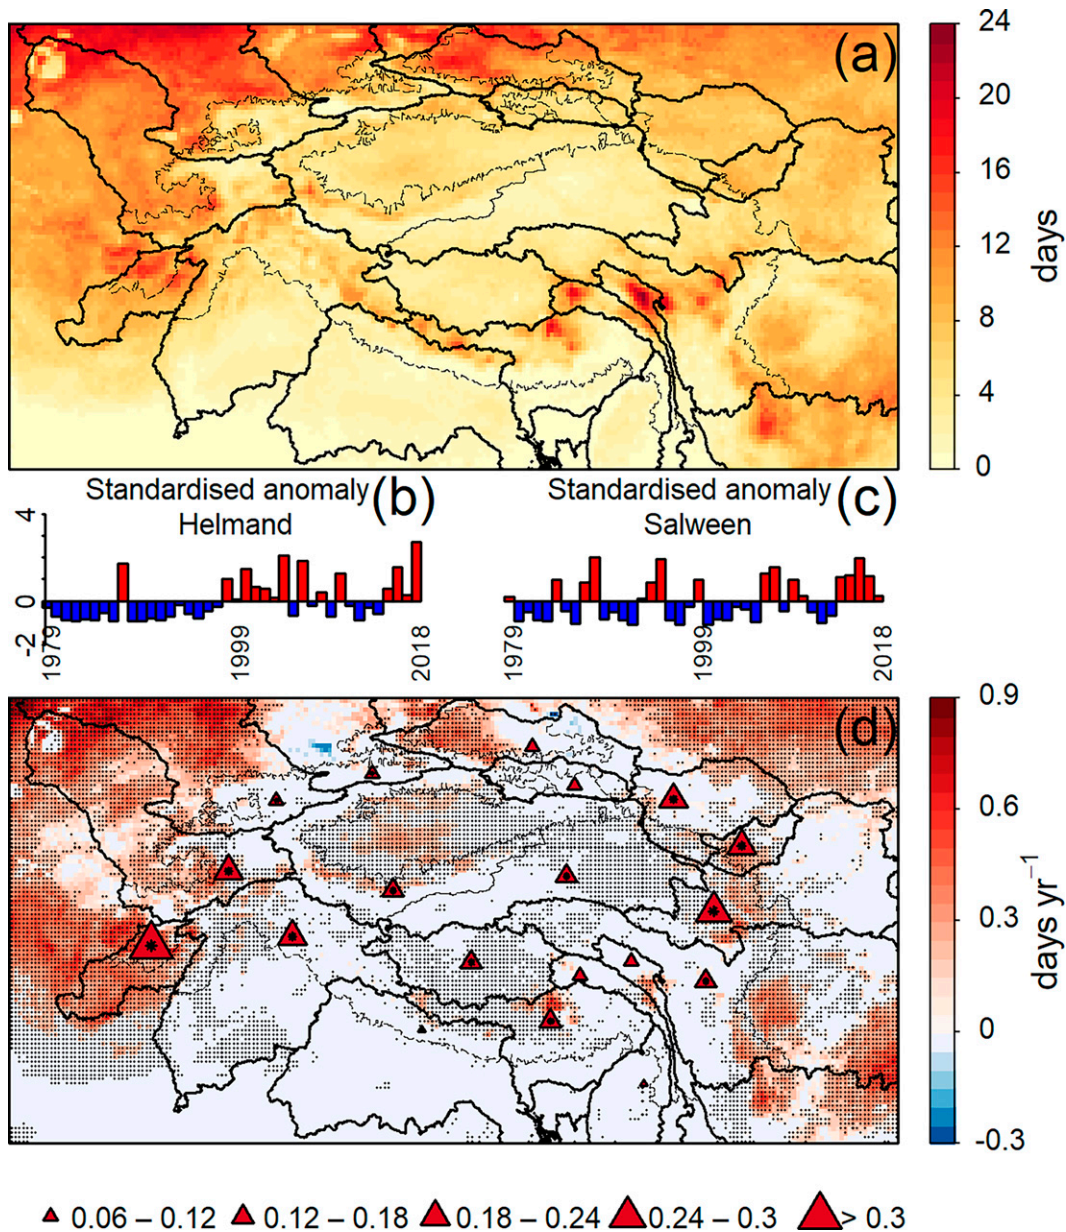 (a)
24
20
16
12
8
4
0
days
Standardised anomaly
Helmand
(b)
4
0
-2
1979
1999
2018
Standardised anomaly
Salween
(c)
1979
1999
2018
(d)
0.9
0.6
0.3
0
-0.3
days yr⁻¹
0.06 – 0.12
0.12 – 0.18
0.18 – 0.24
0.24 – 0.3
> 0.3